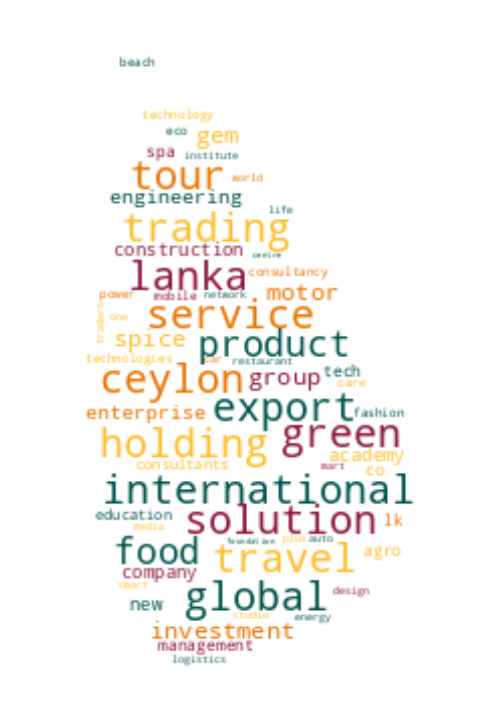 beach
technology
eco gem
spa institute
tour world
engineering
life
trading
construction centre
lanka consultancy
power mobile network motor
traders one service
spice product
technologies car restaurant
ceylon group tech
care
enterprise export fashion
holding green
consultants academy
mart co
international
education solution lk
media
foundation plus auto
food travel agro
company
smart global design
new
studio energy
investment
management
logistics